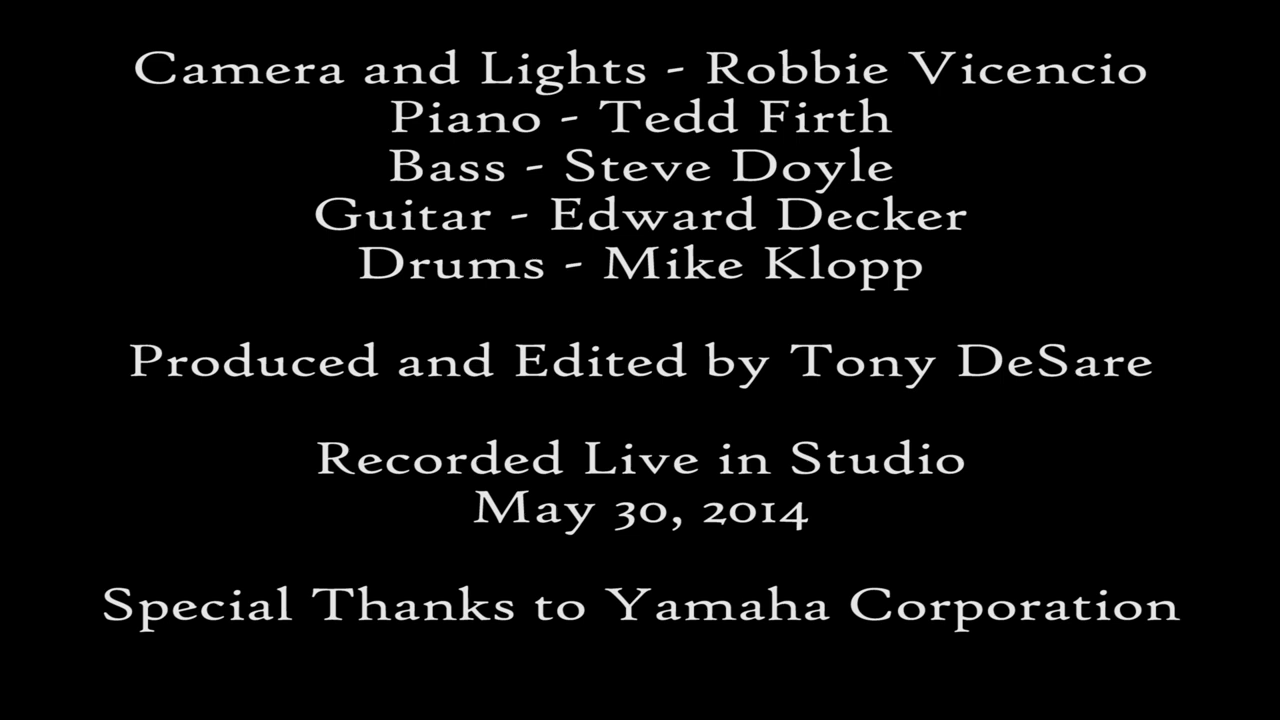 Camera and Lights - Robbie Vicencio
Piano - Tedd Firth
Bass - Steve Doyle
Guitar - Edward Decker
Drums - Mike Klopp
Produced and Edited by Tony DeSare
Recorded Live in Studio
May 30, 2014
Special Thanks to Yamaha Corporation